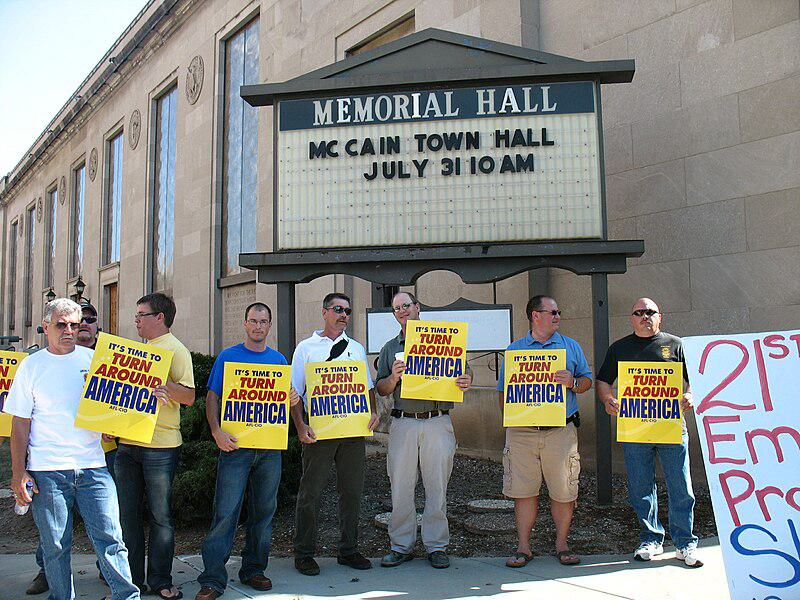 MEMORIAL HALL
MCCAIN TOWN HALL
JULY 31 10 AM
IT'S TIME TO
TURN
AROUND
AMERICA
AFL-CIO
IT'S TIME TO
TURN
AROUND
AMERICA
AFL-CIO
IT'S TIME TO
TURN
AROUND
AMERICA
AFL-CIO
IT'S TIME TO
TURN
AROUND
AMERICA
AFL-CIO
IT'S TIME TO
TURN
AROUND
AMERICA
AFL-CIO
IT'S TIME TO
TURN
AROUND
AMERICA
AFL-CIO
21ST
Em
Pro